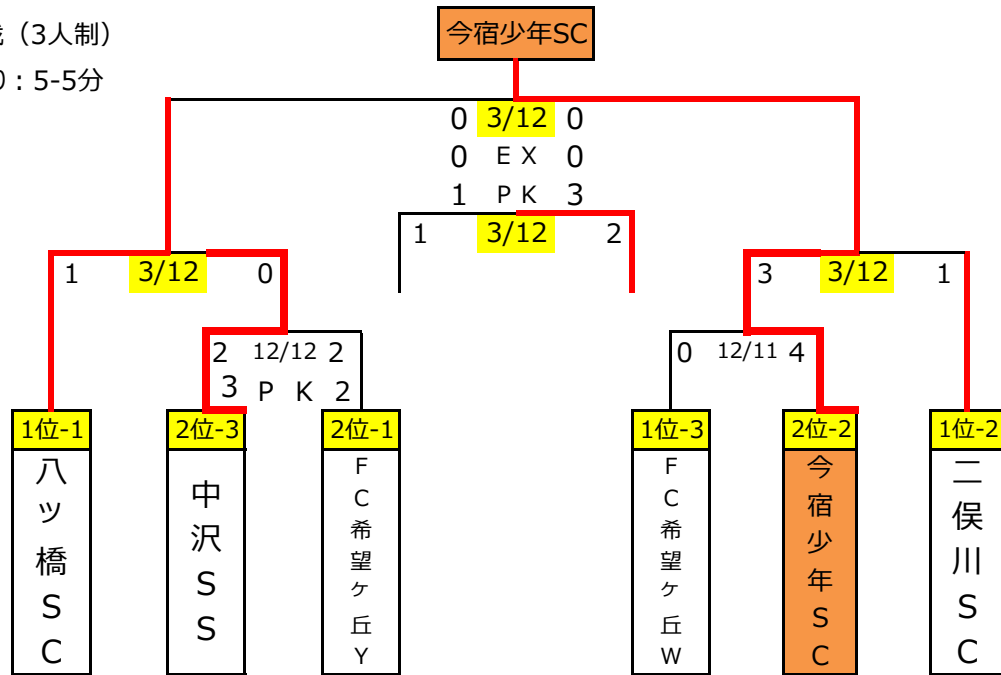 今宿少年SC
（3人制）
：5-5分
0 3/12 0
0 EX 0
1 PK 3
1 3/12 2
1 3/12 0
3 3/12 1
2 12/12 2
3 PK 2
0 12/11 4
1位-1
2位-3
2位-1
1位-3
2位-2
1位-2
八ッ橋SC
中沢SS
FC希望ケ丘Y
FC希望ケ丘W
今宿少年SC
二俣川SC